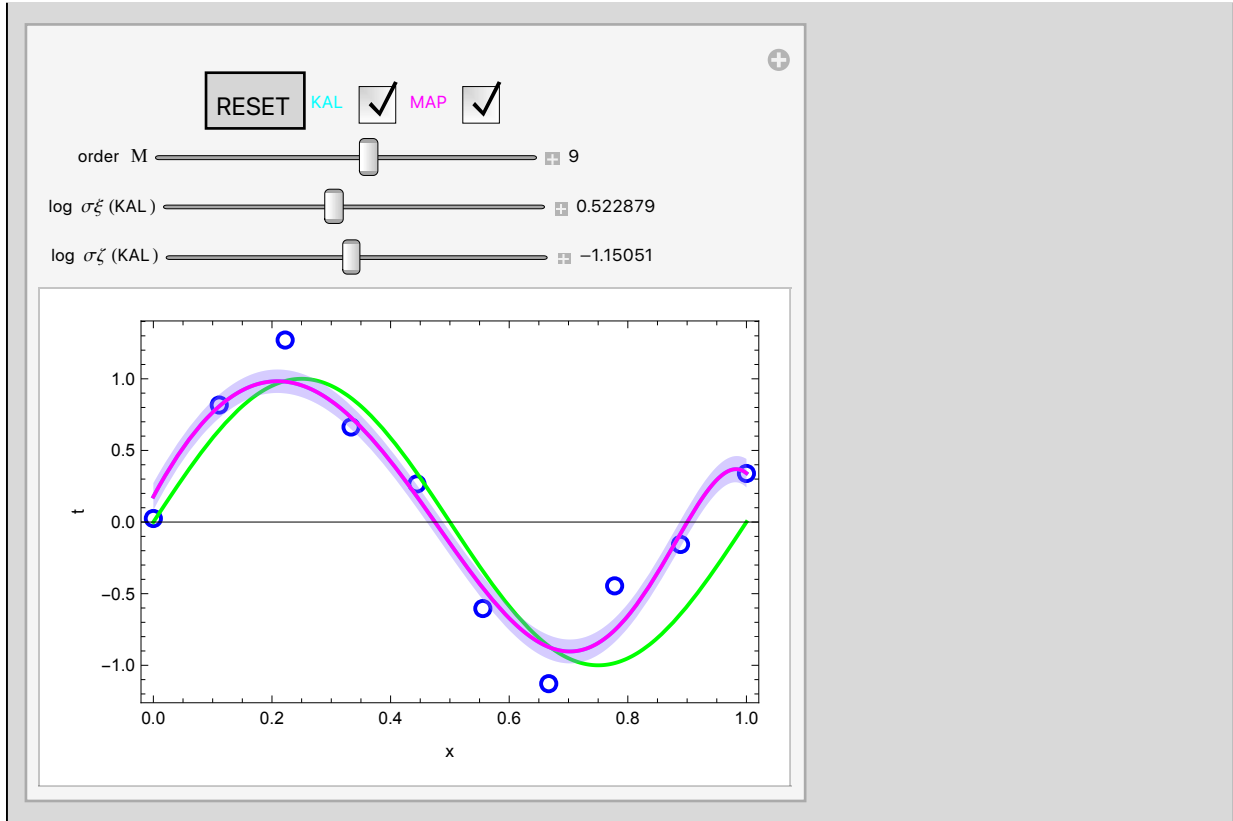 RESET KAL MAP
order M 9
log σξ (KAL) 0.522879
log σζ (KAL) −1.15051
1.0
0.5
t
0.0
−0.5
−1.0
0.0 0.2 0.4 0.6 0.8 1.0
x